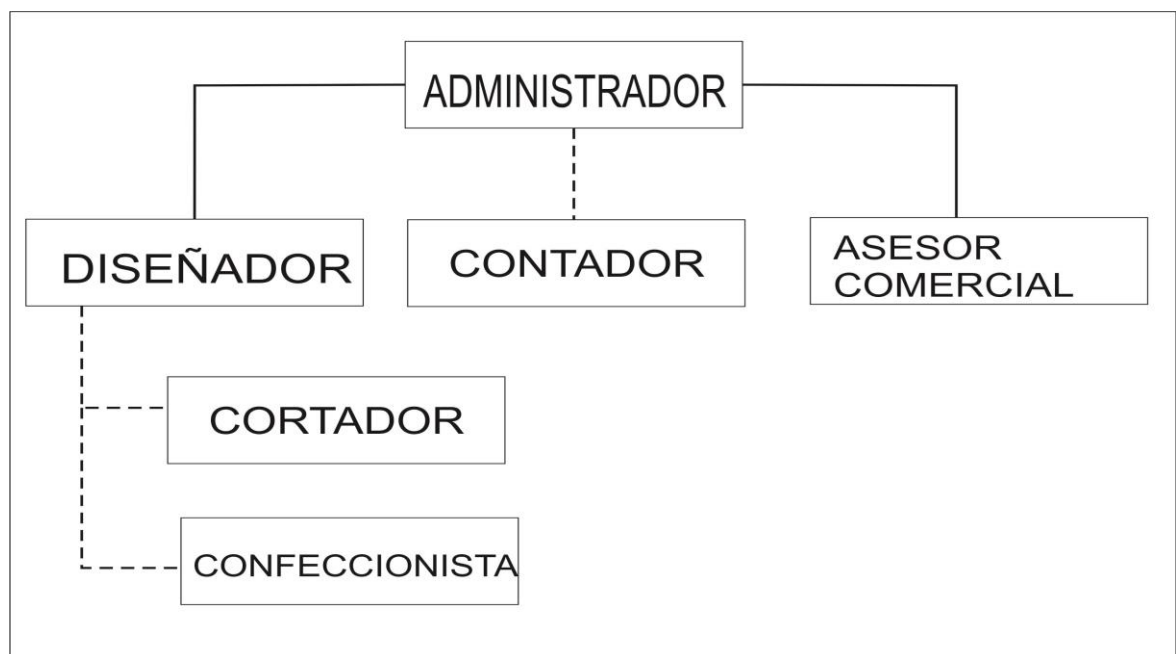 ADMINISTRADOR
DISEÑADOR
CONTADOR
ASESOR
COMERCIAL
CORTADOR
CONFECCIONISTA